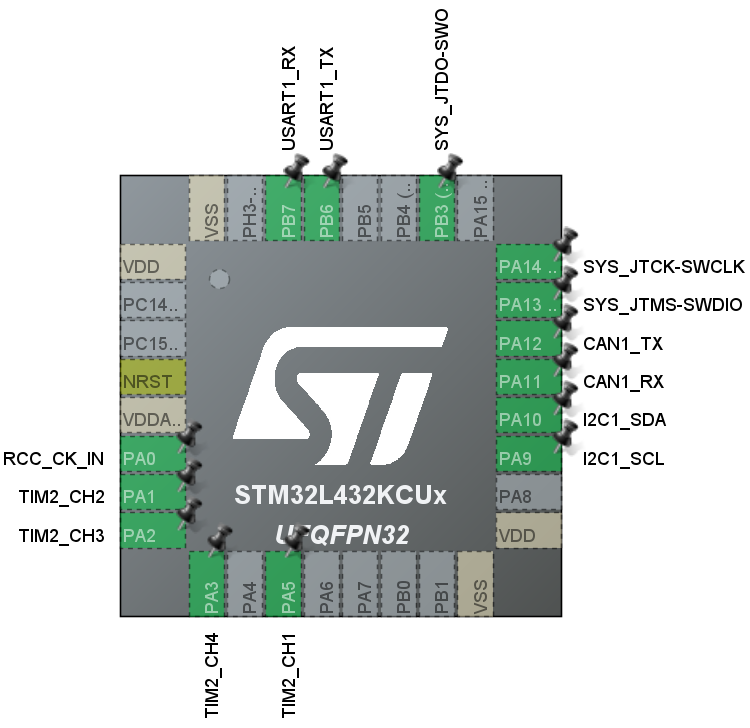 USART1_RX
USART1_TX
SYS_JTDO-SWO
VSS
PH3-..
PB7
PB6
PB5
PB4 (..
PB3 (..
PA15 ..
VDD
PC14..
PC15..
NRST
VDDA..
RCC_CK_IN PA0
TIM2_CH2 PA1
TIM2_CH3 PA2
PA14 .. SYS_JTCK-SWCLK
PA13 .. SYS_JTMS-SWDIO
PA12 CAN1_TX
PA11 CAN1_RX
PA10 I2C1_SDA
PA9 I2C1_SCL
PA8
VDD
ST
STM32L432KCUx
UFQFPN32
PA3
PA4
PA5
PA6
PA7
PB0
PB1
VSS
TIM2_CH4
TIM2_CH1